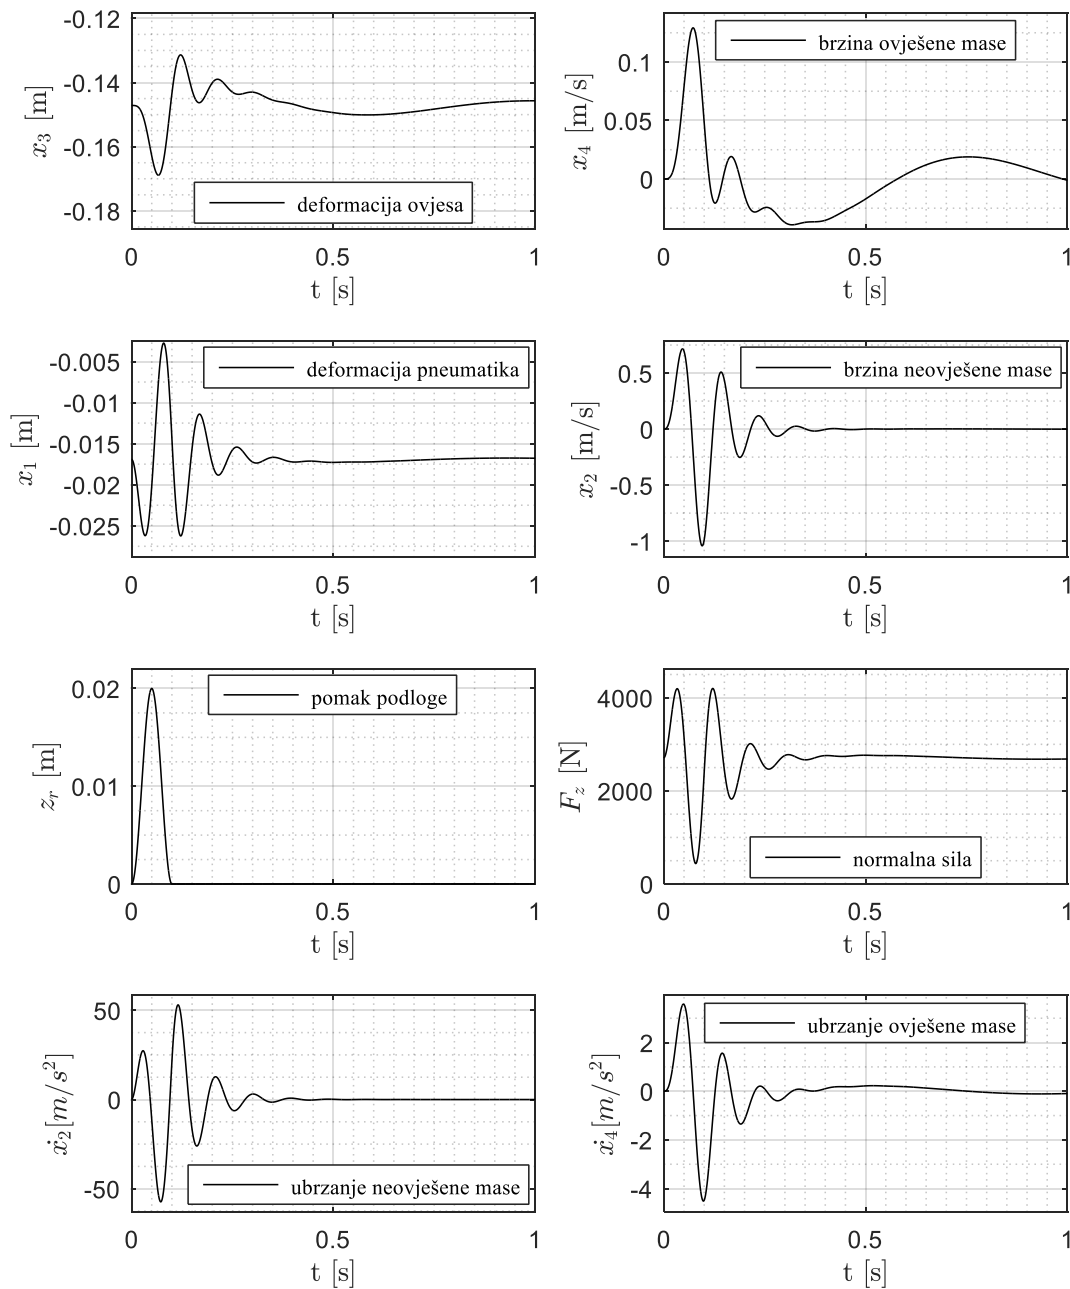 -0.12
-0.14
-0.16
-0.18
x₃ [m]
deformacija ovjesa
0 0.5 1
t [s]
0.1
0.05
0
x₄ [m/s]
brzina ovješene mase
0 0.5 1
t [s]
-0.005
-0.01
-0.015
-0.02
-0.025
x₁ [m]
deformacija pneumatika
0 0.5 1
t [s]
0.5
0
-0.5
-1
x₂ [m/s]
brzina neovješene mase
0 0.5 1
t [s]
0.02
0.01
0
zᵣ [m]
pomak podloge
0 0.5 1
t [s]
4000
2000
0
F_z [N]
normalna sila
0 0.5 1
t [s]
50
0
-50
ẋ₂[m/s²]
ubrzanje neovješene mase
0 0.5 1
t [s]
2
0
-2
-4
ẋ₄[m/s²]
ubrzanje ovješene mase
0 0.5 1
t [s]